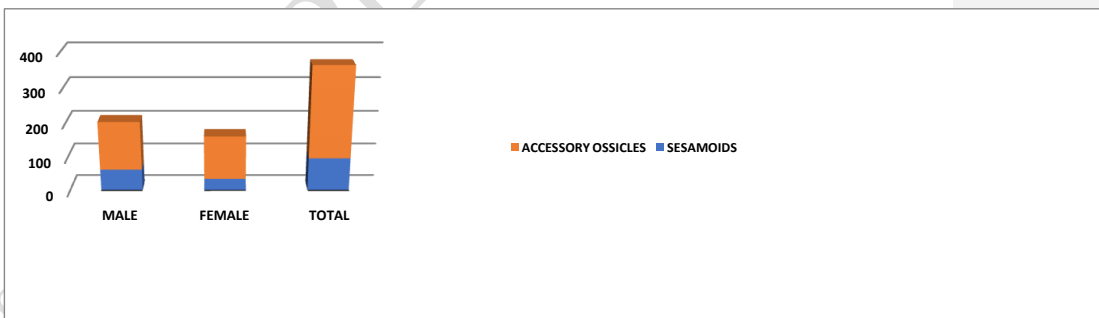 400
300
200
100
0
MALE FEMALE TOTAL
ACCESSORY OSSICLES SESAMOIDS